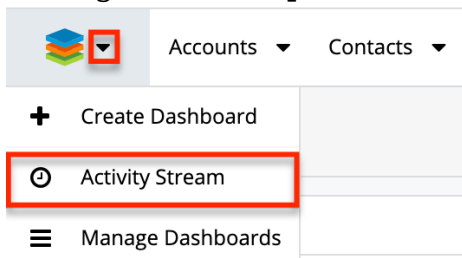 Accounts Contacts
Create Dashboard
Activity Stream
Manage Dashboards